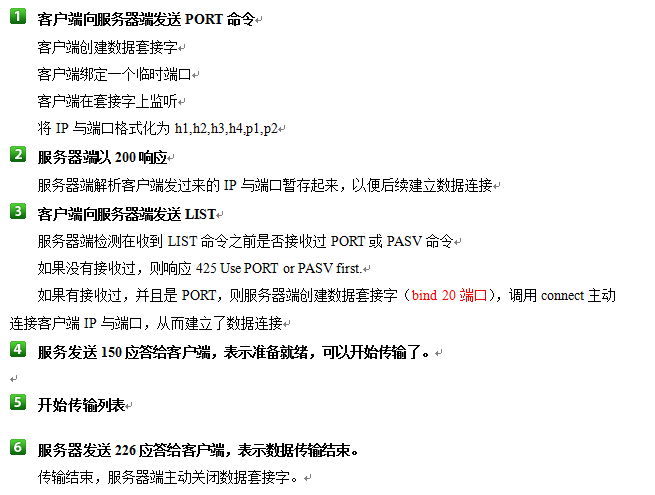 1 客户端向服务器端发送 PORT 命令
客户端创建数据套接字
客户端绑定一个临时端口
客户端在套接字上监听
将 IP 与端口格式化为 h1,h2,h3,h4,p1,p2
2 服务器端以 200 响应
服务器端解析客户端发过来的 IP 与端口暂存起来，以便后续建立数据连接
3 客户端向服务器端发送 LIST
服务器端检测在收到 LIST 命令之前是否接收过 PORT 或 PASV 命令
如果没有接收过，则响应 425 Use PORT or PASV first.
如果有接收过，并且是 PORT，则服务器端创建数据套接字（bind 20 端口），调用 connect 主动
连接客户端 IP 与端口，从而建立了数据连接
4 服务发送 150 应答给客户端，表示准备就绪，可以开始传输了。
5 开始传输列表
6 服务器发送 226 应答给客户端，表示数据传输结束。
传输结束，服务器端主动关闭数据套接字。